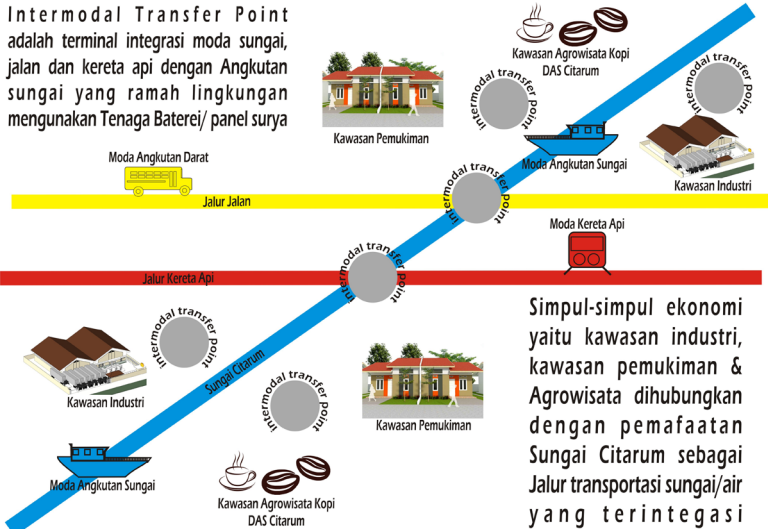 Intermodal Transfer Point
adalah terminal integrasi moda sungai,
jalan dan kereta api dengan Angkutan
sungai yang ramah lingkungan
mengunakan Tenaga Baterei/ panel surya
Kawasan Agrowisata Kopi
DAS Citarum
intermodal transfer point
intermodal transfer point
Kawasan Pemukiman
Moda Angkutan Sungai
Kawasan Industri
Moda Angkutan Darat
intermodal transfer point
Jalur Jalan
Moda Kereta Api
intermodal transfer point
Jalur Kereta Api
intermodal transfer point
Kawasan Industri
Sungai Citarum
intermodal transfer point
Kawasan Pemukiman
Moda Angkutan Sungai
Kawasan Agrowisata Kopi
DAS Citarum
Simpul-simpul ekonomi
yaitu kawasan industri,
kawasan pemukiman &
Agrowisata dihubungkan
dengan pemafaatan
Sungai Citarum sebagai
Jalur transportasi sungai/air
yang terintegasi